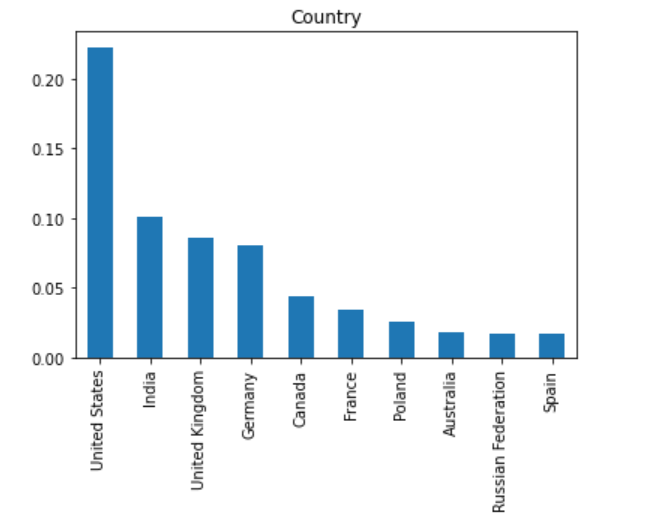 Country
0.20
0.15
0.10
0.05
0.00
United States
India
United Kingdom
Germany
Canada
France
Poland
Australia
Russian Federation
Spain